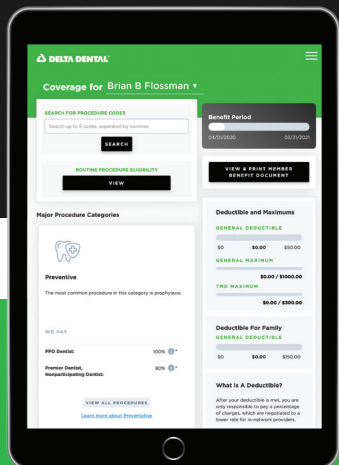 DELTA DENTAL
Coverage for Brian B Flossman
SEARCH FOR PROCEDURE CODES
Search up to 5 codes, separated by commas
SEARCH
ROUTINE PROCEDURE ELIGIBILITY
VIEW
Benefit Period
04/01/2020 03/31/2021
VIEW & PRINT MEMBER
BENEFIT DOCUMENT
Major Procedure Categories
Preventive
The most common procedure in this category is prophylaxis.
WE PAY
PPO Dentist: 100% *
Premier Dentist,
Nonparticipating Dentist: 80% *
VIEW ALL PROCEDURES
Learn more about Preventative
Deductible and Maximums
GENERAL DEDUCTIBLE
$0 $0.00 $50.00
GENERAL MAXIMUM
$0.00 / $1000.00
TMD MAXIMUM
$0.00 / $300.00
Deductible For Family
GENERAL DEDUCTIBLE
$0 $0.00 $150.00
What Is A Deductible?
After your deductible is met, you are
only responsible to pay a percentage
of charges, which are negotiated to a
lower rate for in-network providers.